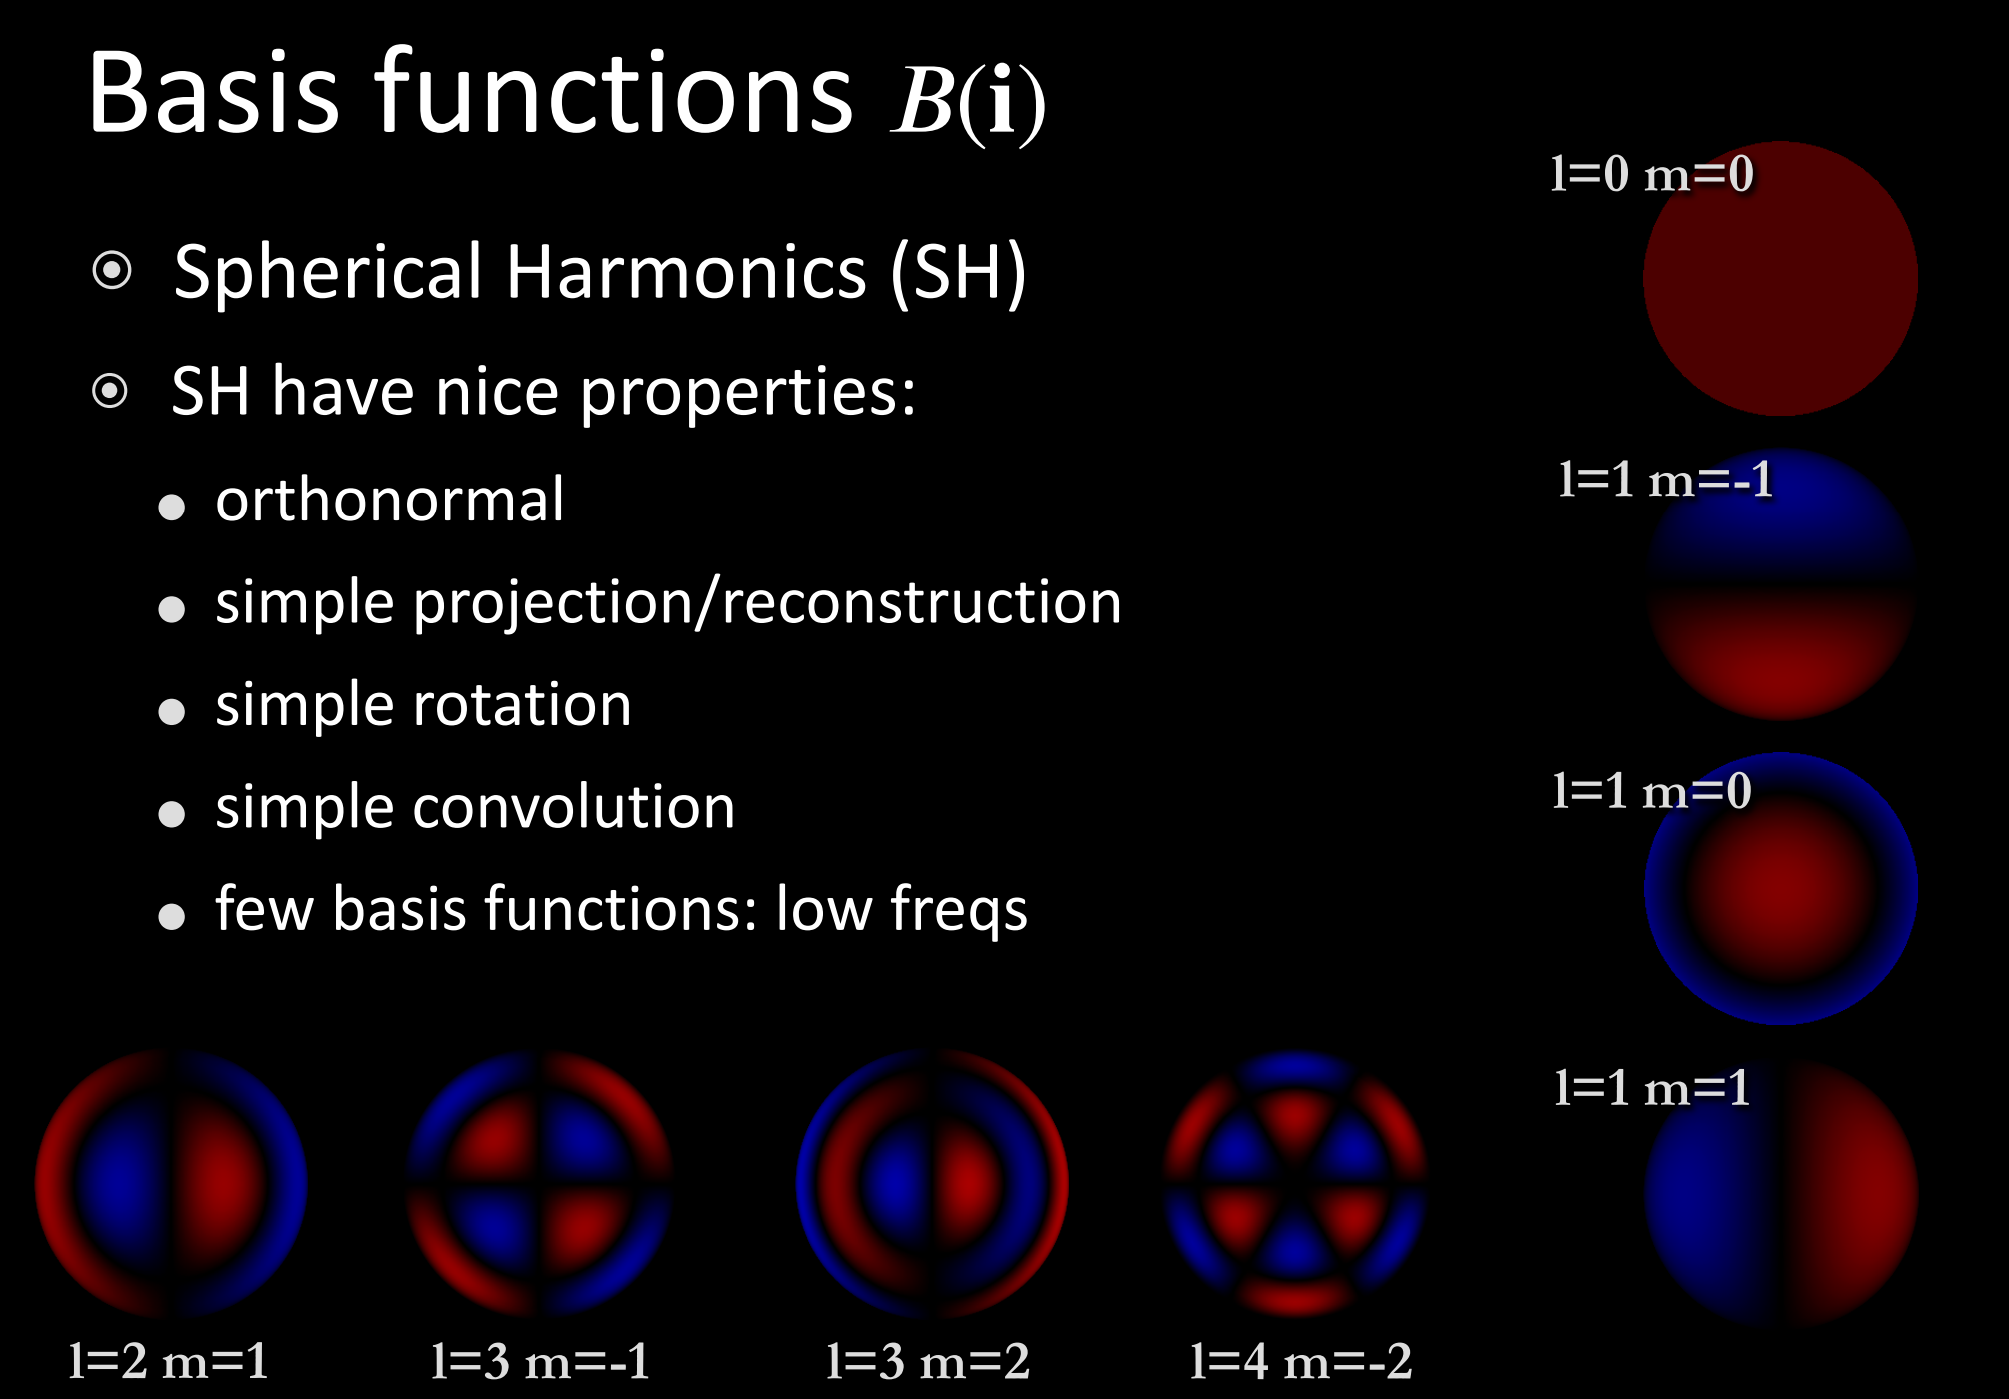 Basis functions B(i)
Spherical Harmonics (SH)
SH have nice properties:
orthonormal
simple projection/reconstruction
simple rotation
simple convolution
few basis functions: low freqs
l=0 m=0
l=1 m=-1
l=1 m=0
l=1 m=1
l=2 m=1
l=3 m=-1
l=3 m=2
l=4 m=-2